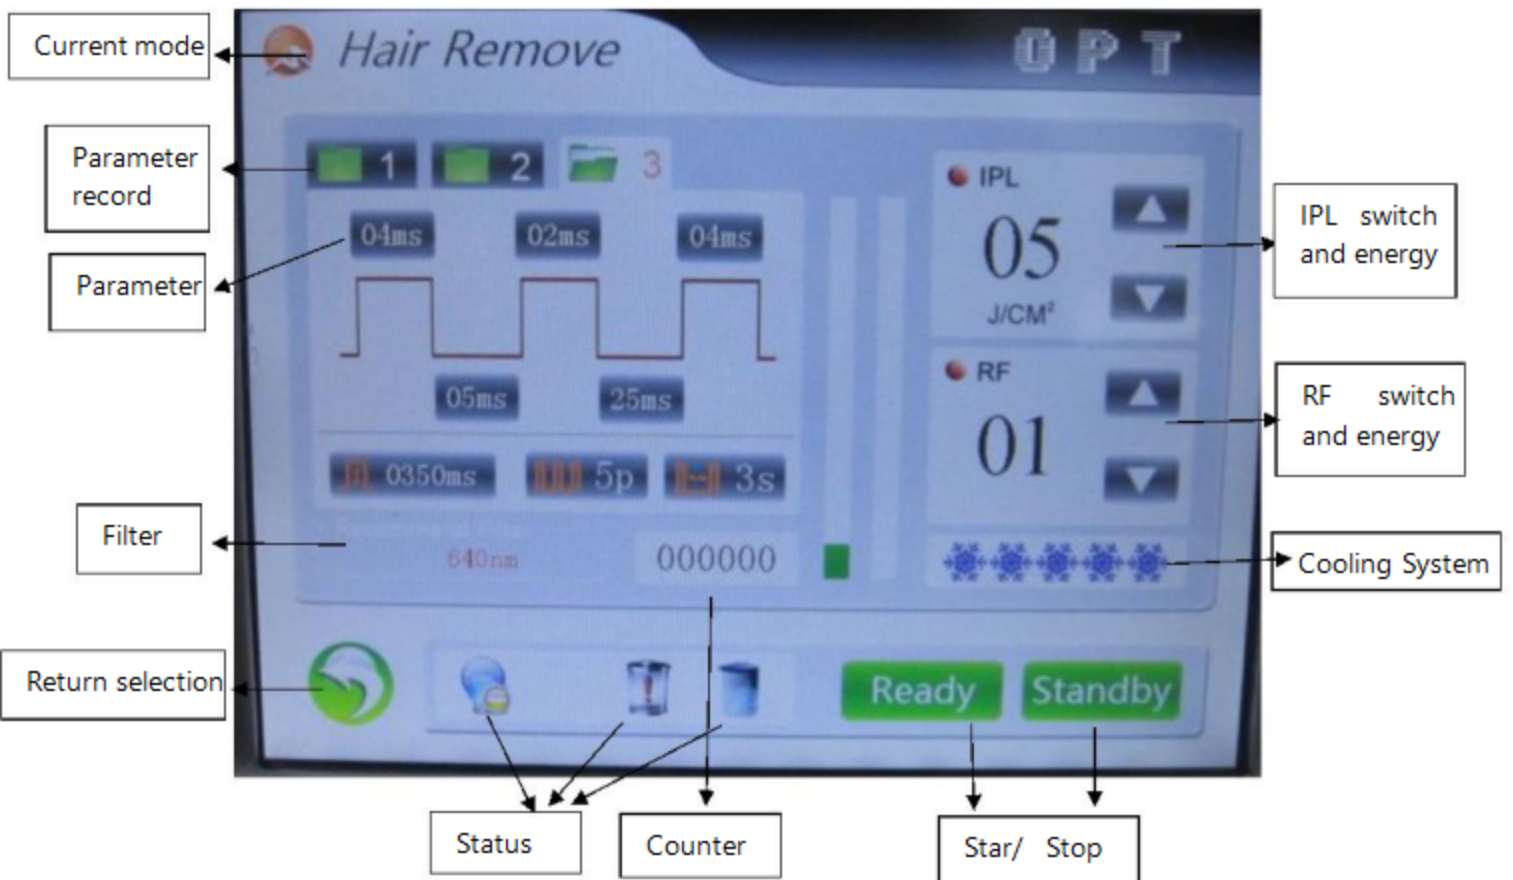 Current mode
Hair Remove
OPT
Parameter
record
1
2
3
IPL
05
J/CM²
IPL switch
and energy
04ms
02ms
04ms
Parameter
05ms
25ms
RF
01
RF switch
and energy
0350ms
5p
3s
Filter
640nm
000000
Cooling System
Return selection
Ready
Standby
Status
Counter
Star/ Stop